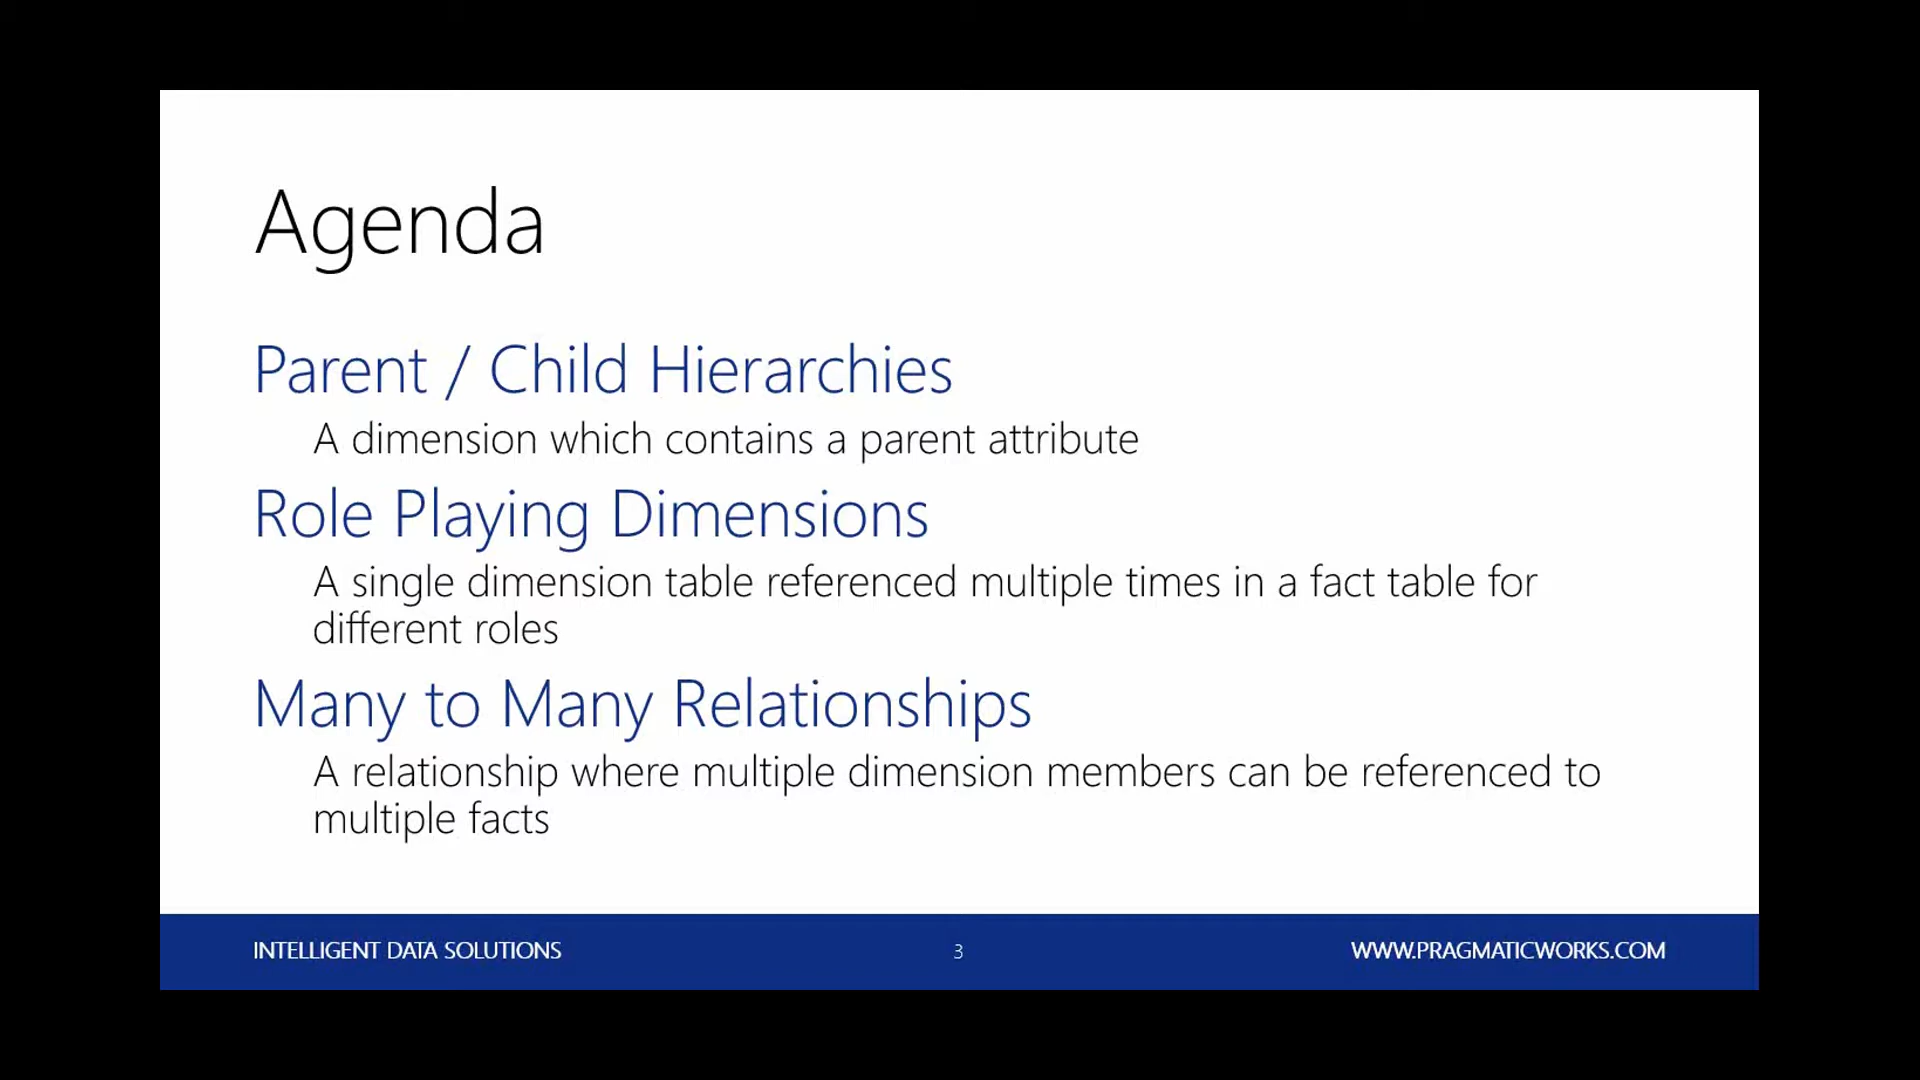 Agenda
Parent / Child Hierarchies
A dimension which contains a parent attribute
Role Playing Dimensions
A single dimension table referenced multiple times in a fact table for
different roles
Many to Many Relationships
A relationship where multiple dimension members can be referenced to
multiple facts
INTELLIGENT DATA SOLUTIONS
3
WWW.PRAGMATICWORKS.COM